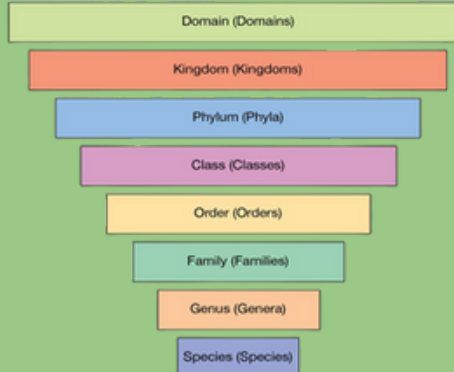 Domain (Domains)
Kingdom (Kingdoms)
Phylum (Phyla)
Class (Classes)
Order (Orders)
Family (Families)
Genus (Genera)
Species (Species)